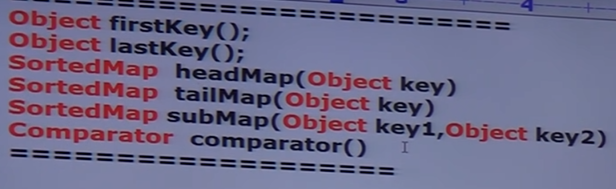 =================================
Object firstKey();
Object lastKey();
SortedMap headMap(Object key)
SortedMap tailMap(Object key)
SortedMap subMap(Object key1,Object key2)
Comparator comparator()
=========================
4